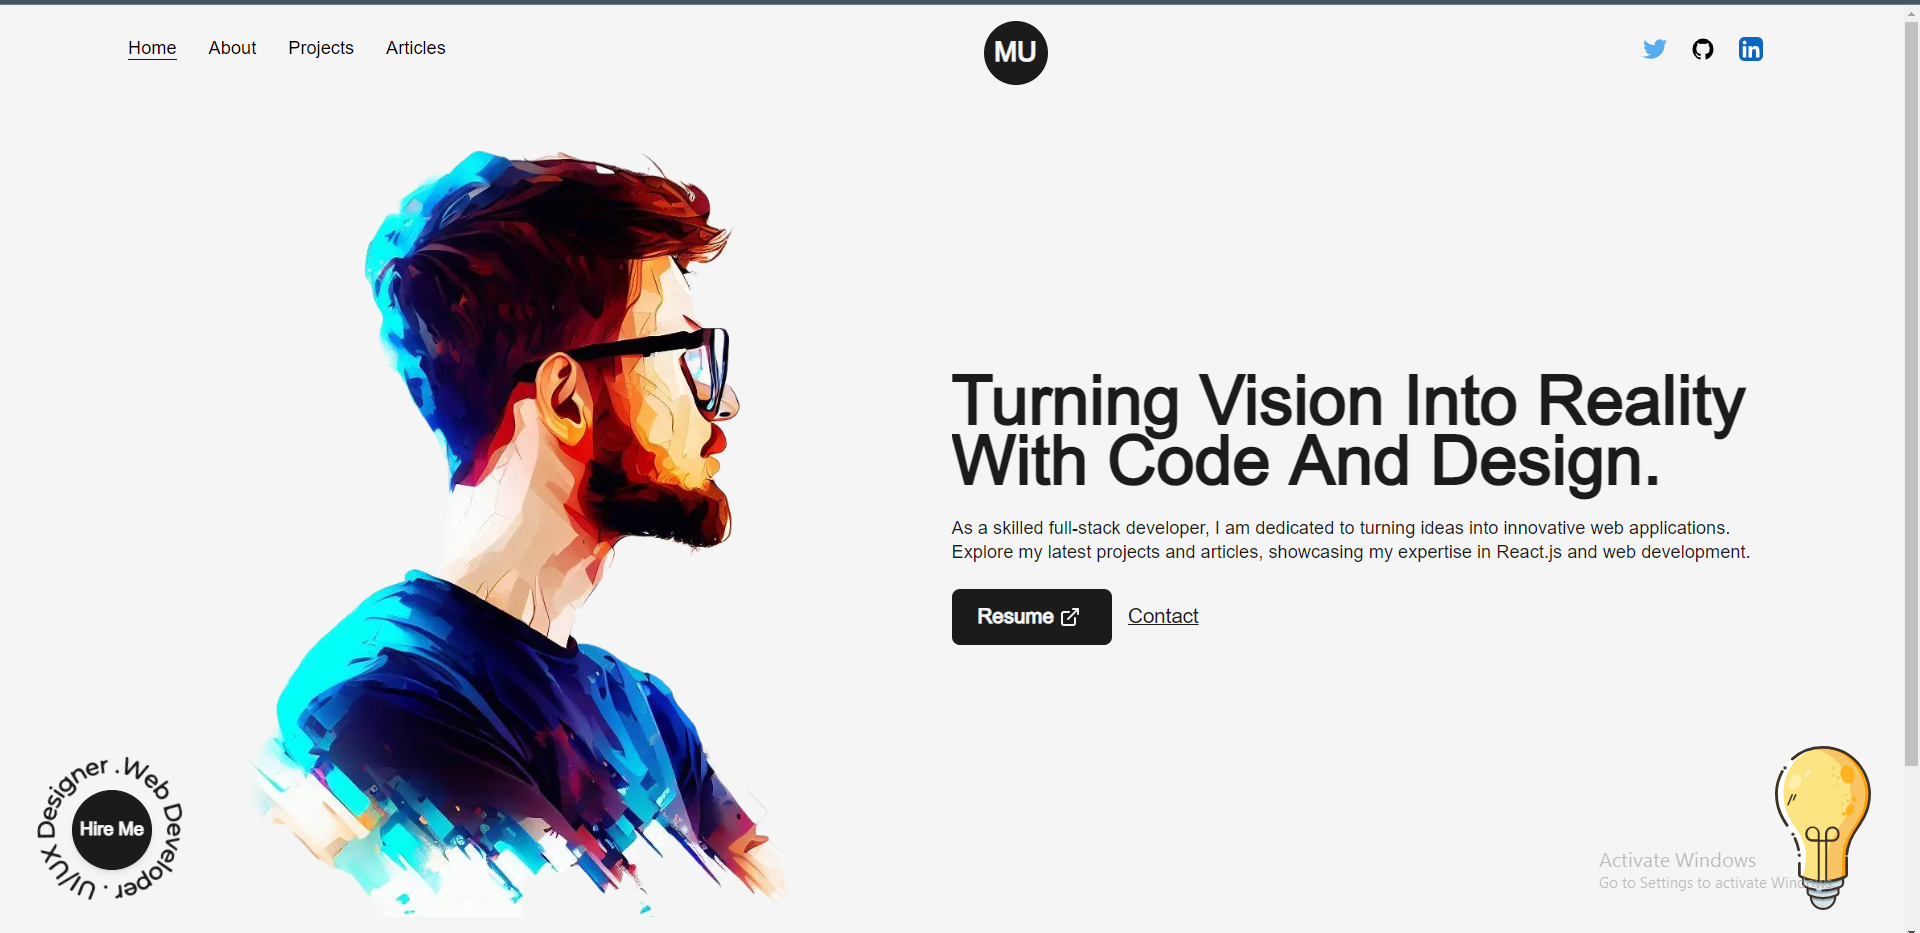 Home About Projects Articles
MU
in
Turning Vision Into Reality
With Code And Design.
As a skilled full-stack developer, I am dedicated to turning ideas into innovative web applications.
Explore my latest projects and articles, showcasing my expertise in React.js and web development.
Resume Contact
Web Developer . UI/UX Designer .
Hire Me
Activate Windows
Go to Settings to activate Windows.